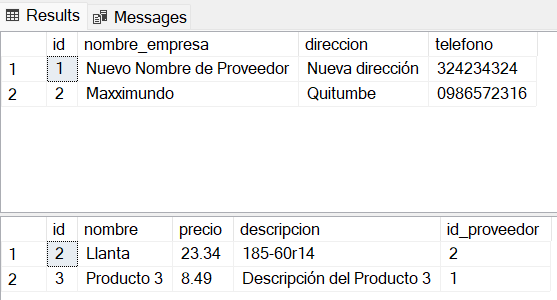 Results Messages
id nombre_empresa direccion telefono
1 1 Nuevo Nombre de Proveedor Nueva dirección 324234324
2 2 Maxximundo Quitumbe 0986572316
id nombre precio descripcion id_proveedor
1 2 Llanta 23.34 185-60r14 2
2 3 Producto 3 8.49 Descripción del Producto 3 1